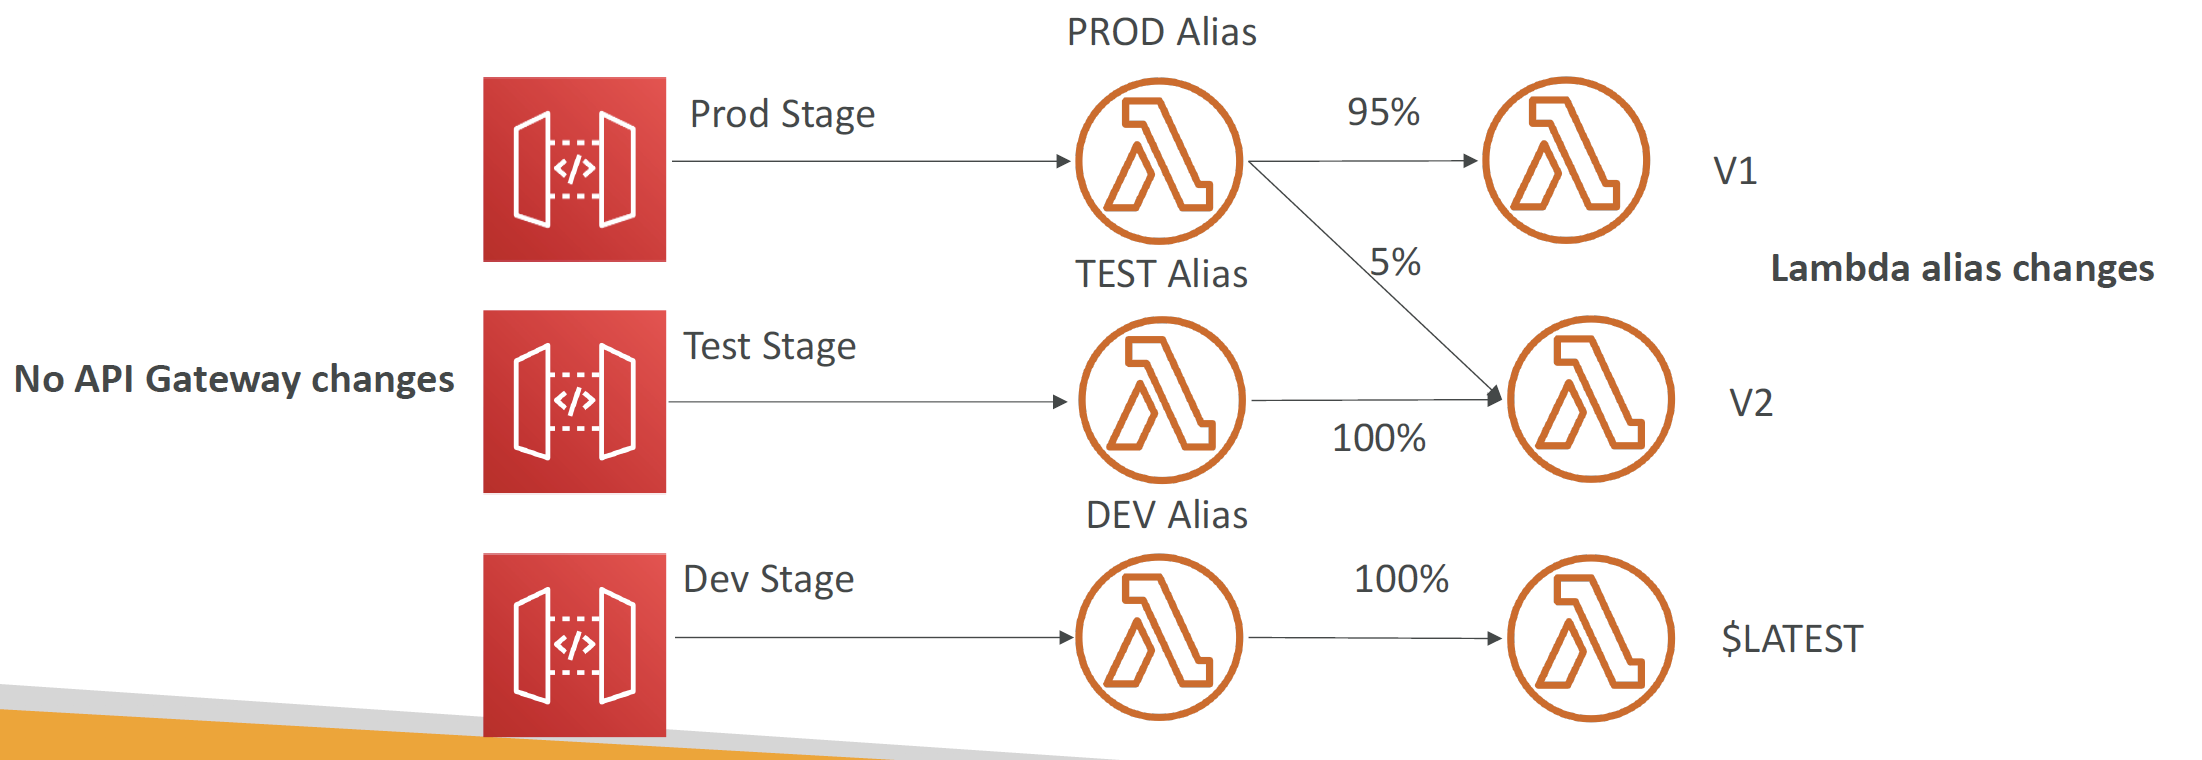 PROD Alias
Prod Stage
95%
V1
5%
TEST Alias
Lambda alias changes
Test Stage
No API Gateway changes
V2
100%
DEV Alias
Dev Stage
100%
$LATEST